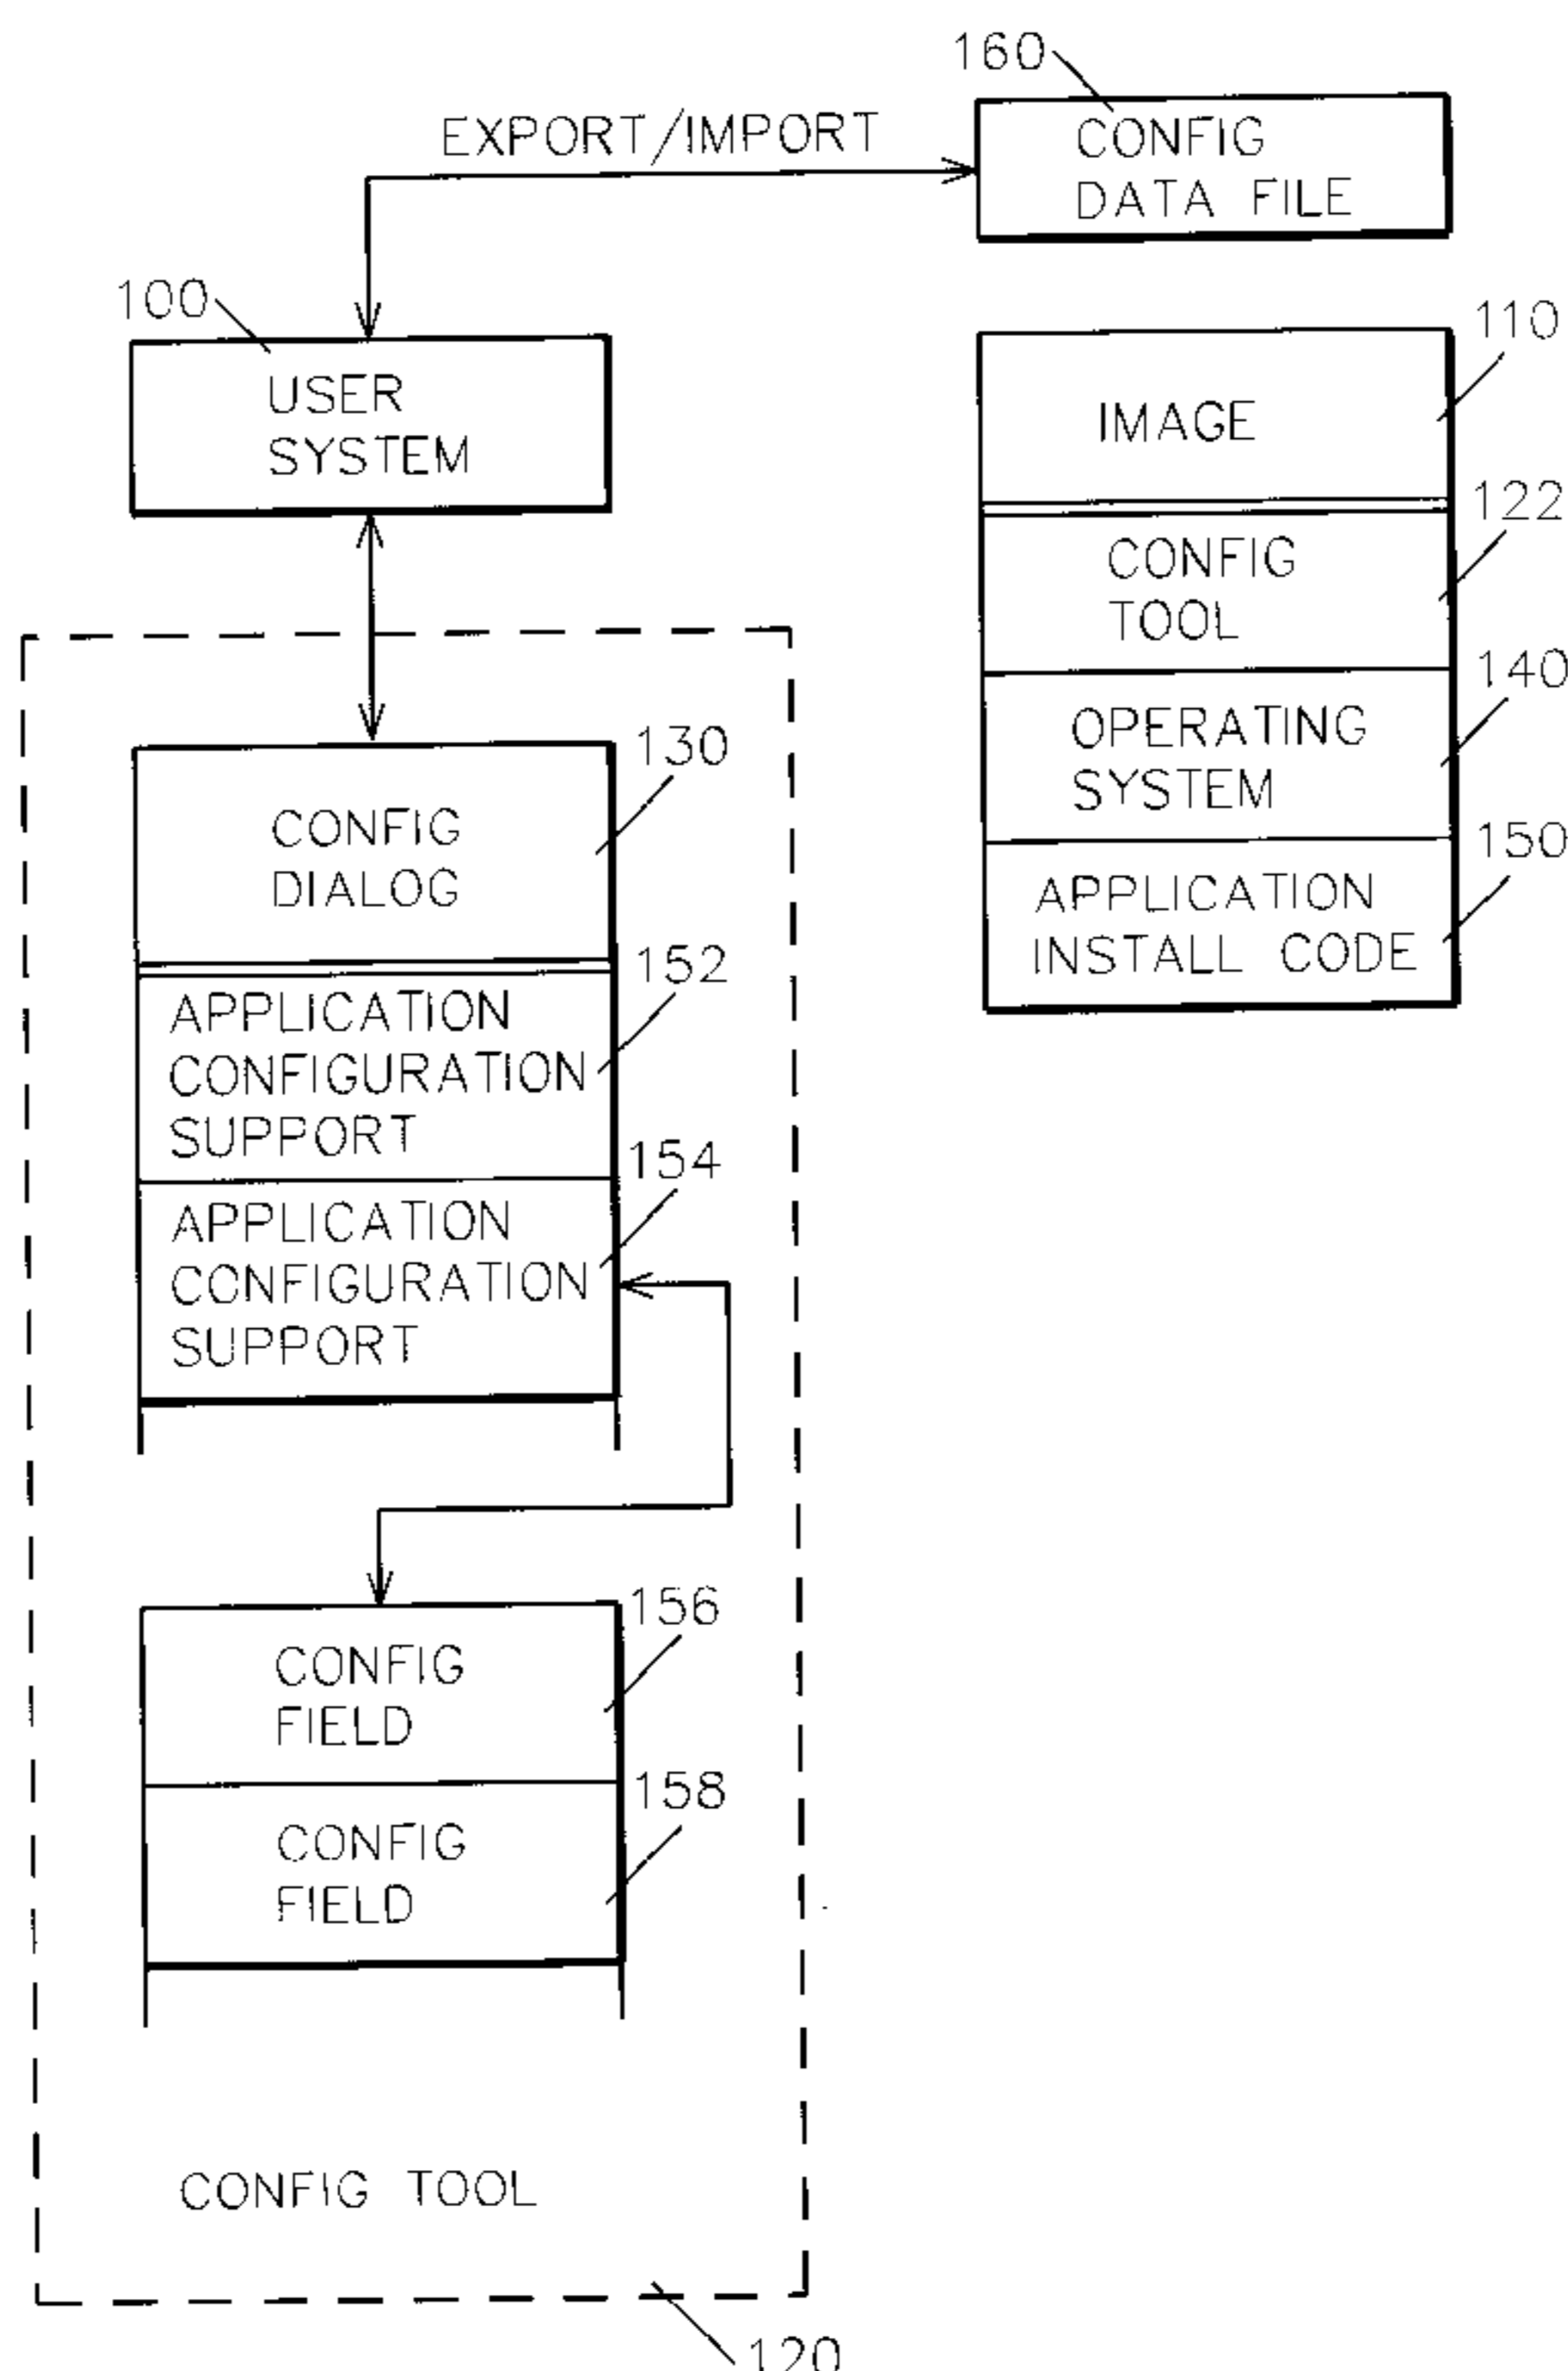 160
EXPORT/IMPORT
CONFIG
DATA FILE
100
USER
SYSTEM
110
IMAGE
122
CONFIG
TOOL
140
OPERATING
SYSTEM
150
APPLICATION
INSTALL CODE
130
CONFIG
DIALOG
152
APPLICATION
CONFIGURATION
SUPPORT
154
APPLICATION
CONFIGURATION
SUPPORT
156
CONFIG
FIELD
158
CONFIG
FIELD
CONFIG TOOL
120